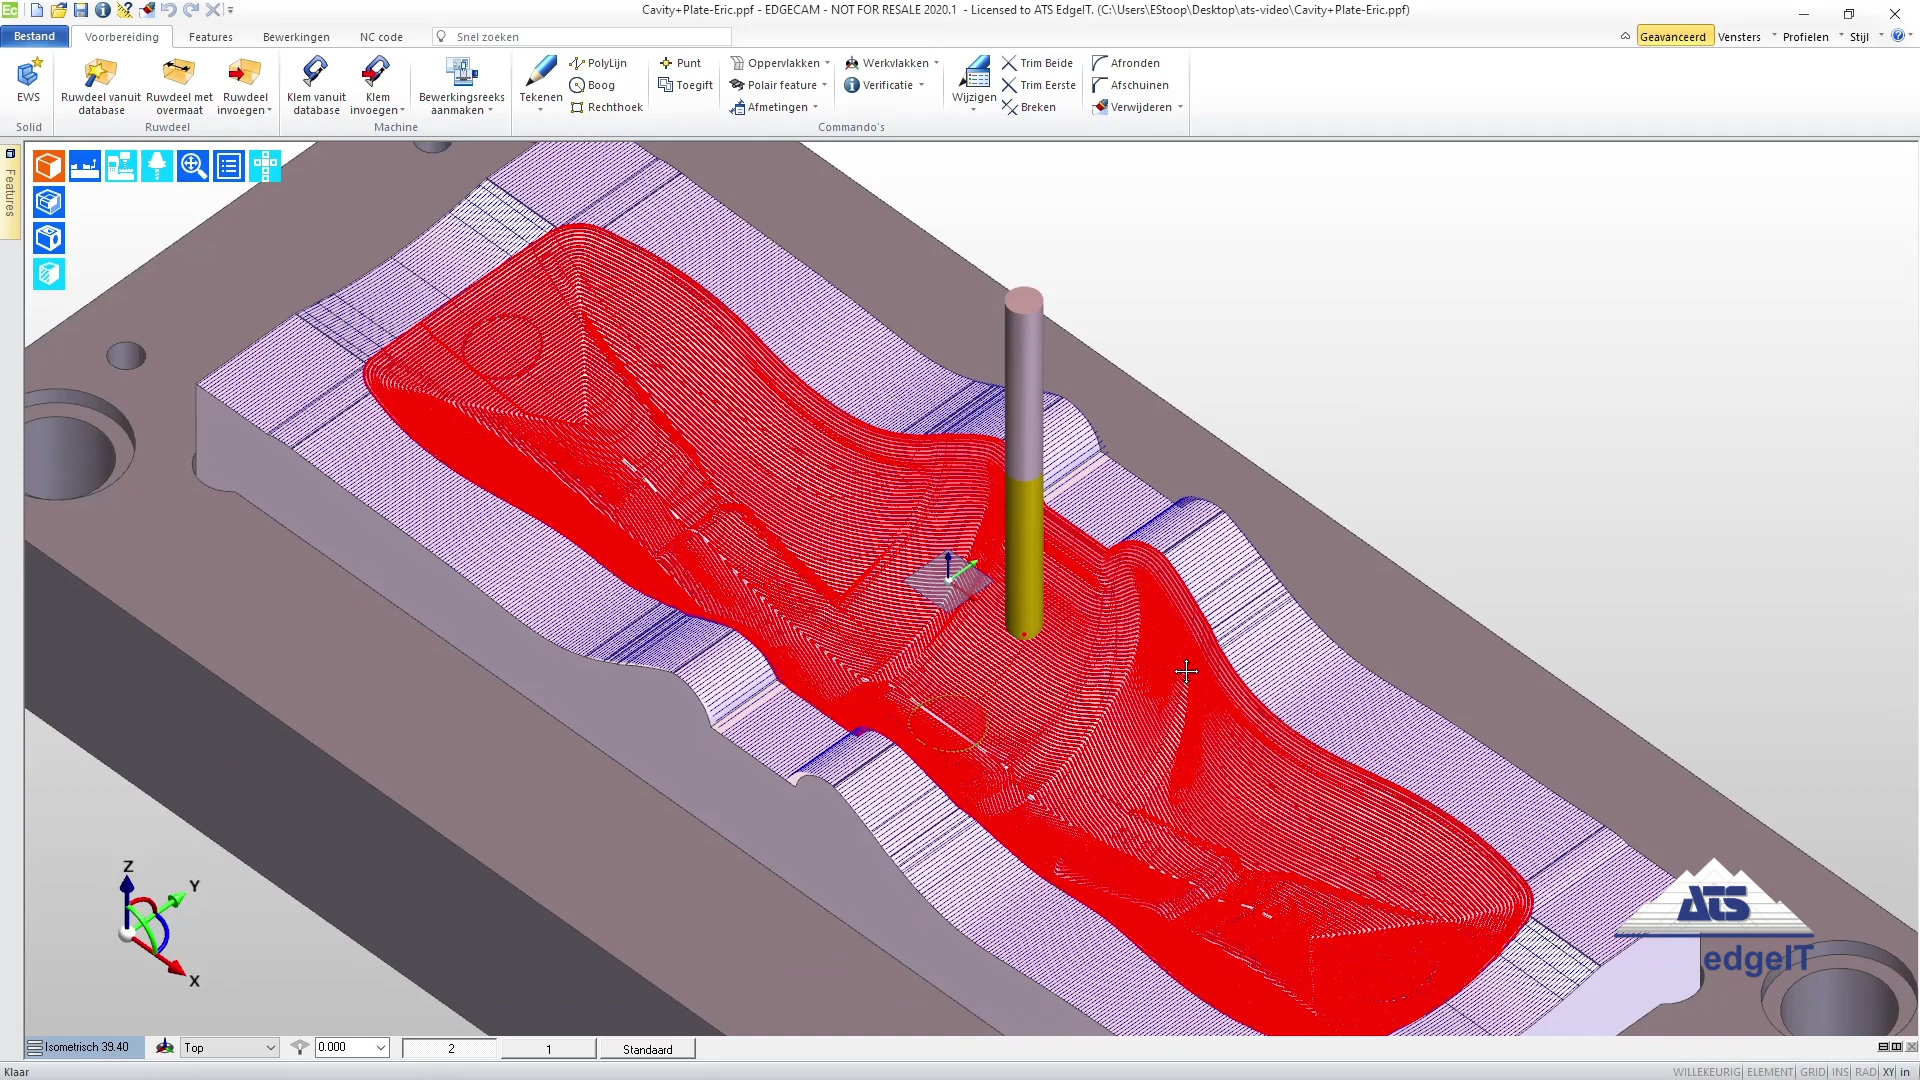 Cavity+Plate-Eric.ppf - EDGECAM - NOT FOR RESALE 2020.1 - Licensed to ATS EdgeIT. (C:\Users\EStoop\Desktop\ats-video\Cavity+Plate-Eric.ppf)
Bestand Voorbereiding Features Bewerkingen NC code Snel zoeken Geavanceerd Vensters Profielen Stijl
EWS
Solid
Ruwdeel vanuit database
Ruwdeel met overmaat
Ruwdeel invoegen
Ruwdeel
Klem vanuit database
Klem invoegen
Bewerkingsreeks aanmaken
Machine
Tekenen
PolyLijn
Boog
Rechthoek
Punt
Toegift
Oppervlakken
Polair feature
Afmetingen
Werkvlakken
Verificatie
Wijzigen
Trim Beide
Trim Eerste
Breken
Afronden
Afschuinen
Verwijderen
Commando`s
Features
Z
Y
X
ATS
edgeIT
Isometrisch 39.40 Top 0.000 2 1 Standaard
Klaar WILLEKEURIG ELEMENT GRID INS RAD XY in